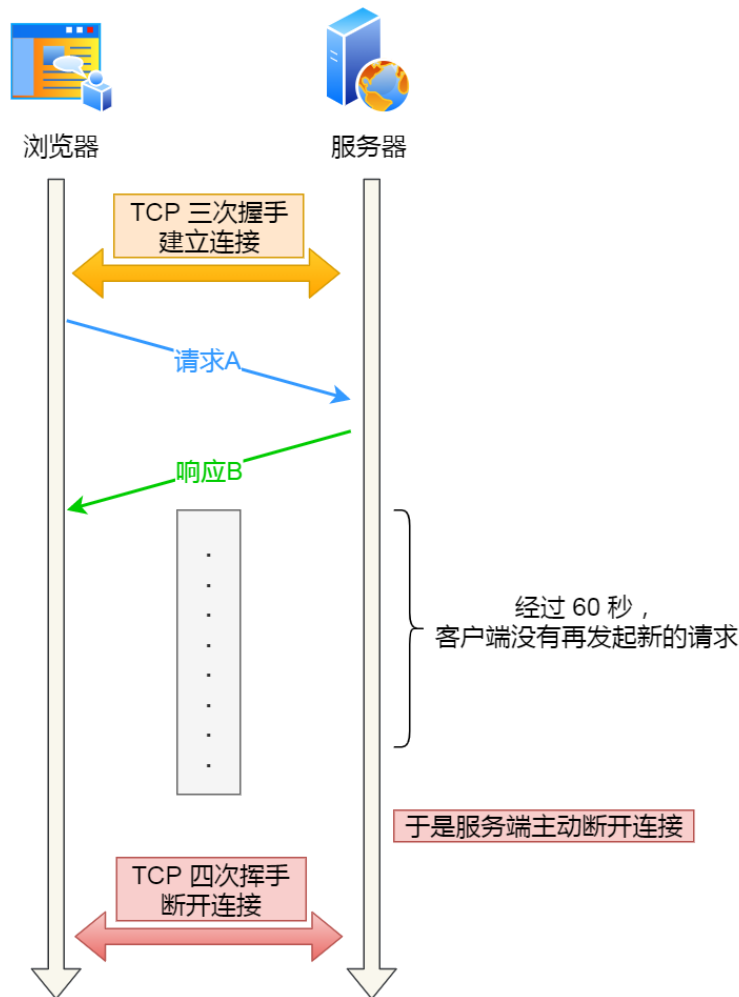 浏览器
服务器
TCP 三次握手
建立连接
请求A
响应B
经过 60 秒，
客户端没有再发起新的请求
于是服务端主动断开连接
TCP 四次挥手
断开连接